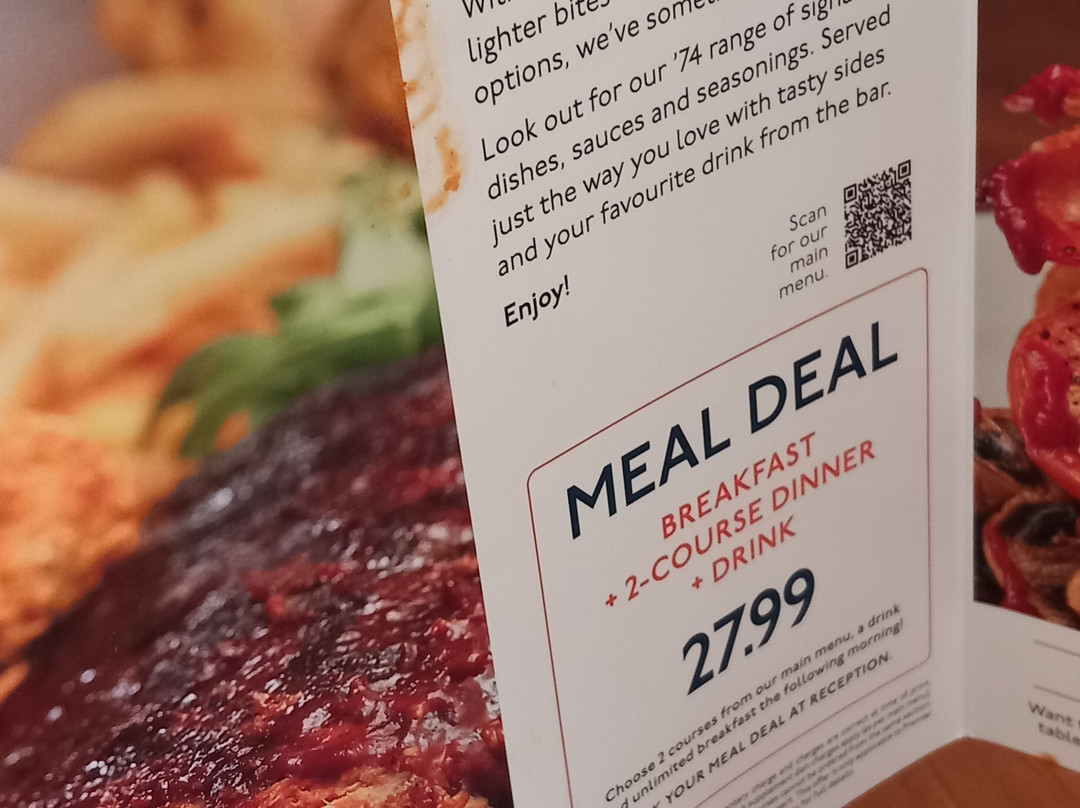 lighter bites
options, we've
Look out for our '74 range of
dishes, sauces and seasonings. Served
just the way you love with tasty sides
and your favourite drink from the bar.
Enjoy!
Scan
for our
main
menu.
MEAL DEAL
BREAKFAST
+ 2-COURSE DINNER
+ DRINK
27.99
Choose 2 courses from our main menu, a drink
unlimited breakfast the following morning!
YOUR MEAL DEAL AT RECEPTION.
Want